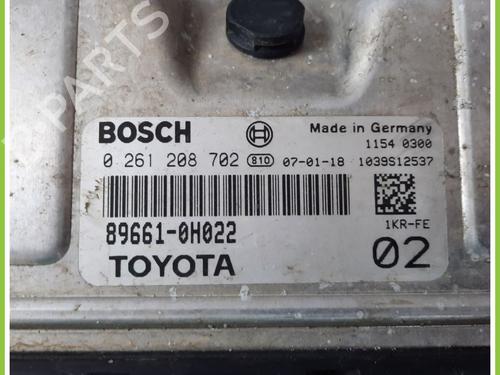 B-PARTS
BOSCH
Made in Germany
1154 0300
0 261 208 702 810 07-01-18 1039S12537
89661-0H022
1KR-FE
TOYOTA
02